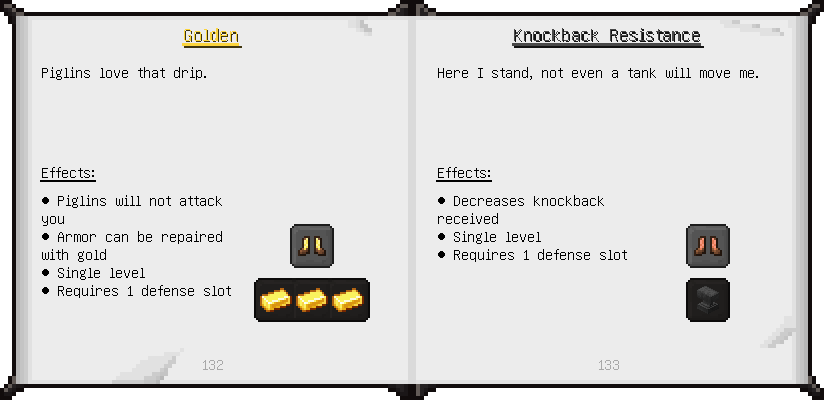 Golden
Piglins love that drip.
Effects:
● Piglins will not attack
you
● Armor can be repaired
with gold
● Single level
● Requires 1 defense slot
132
Knockback Resistance
Here I stand, not even a tank will move me.
Effects:
● Decreases knockback
received
● Single level
● Requires 1 defense slot
133